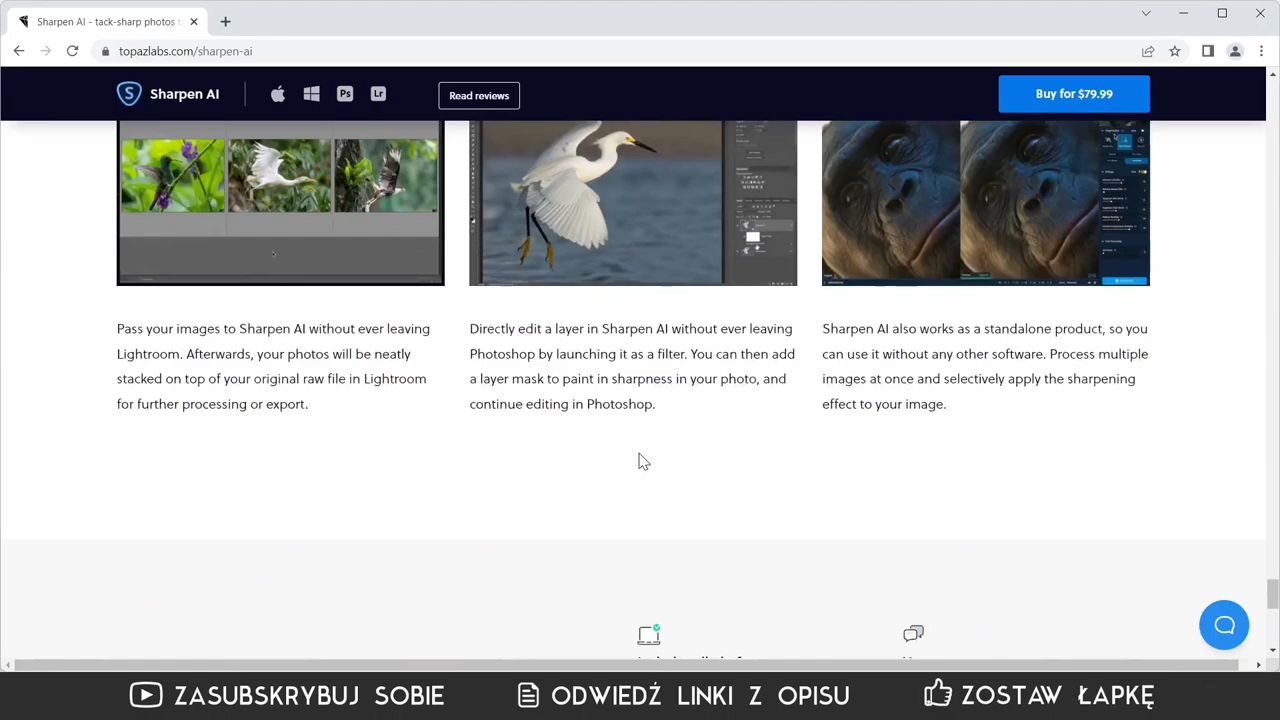 Sharpen AI - tack-sharp photos t
topazlabs.com/sharpen-ai
Sharpen AI
Ps
Lr
Read reviews
Buy for $79.99
Pass your images to Sharpen AI without ever leaving
Lightroom. Afterwards, your photos will be neatly
stacked on top of your original raw file in Lightroom
for further processing or export.
Directly edit a layer in Sharpen AI without ever leaving
Photoshop by launching it as a filter. You can then add
a layer mask to paint in sharpness in your photo, and
continue editing in Photoshop.
Sharpen AI also works as a standalone product, so you
can use it without any other software. Process multiple
images at once and selectively apply the sharpening
effect to your image.
ZASUBSKRYBUJ SOBIE
ODWIEDŹ LINKI Z OPISU
ZOSTAW ŁAPKĘ